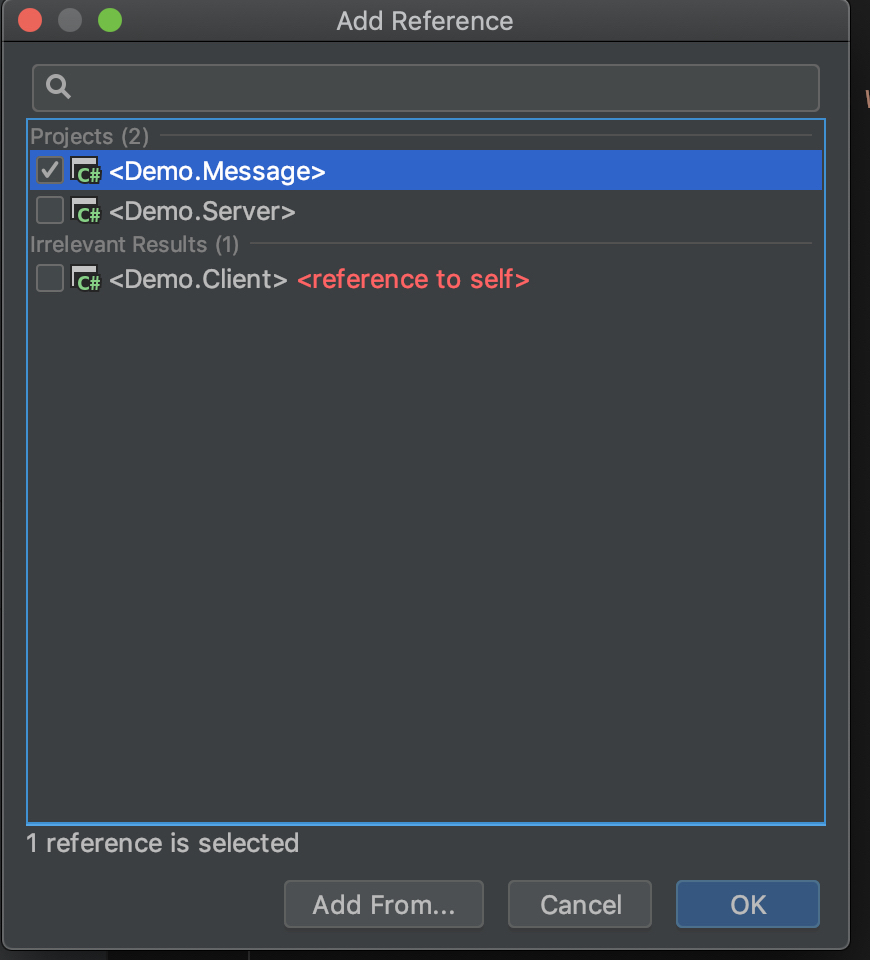 Add Reference
Projects (2)
C# <Demo.Message>
C# <Demo.Server>
Irrelevant Results (1)
C# <Demo.Client> <reference to self>
1 reference is selected
Add From...
Cancel
OK